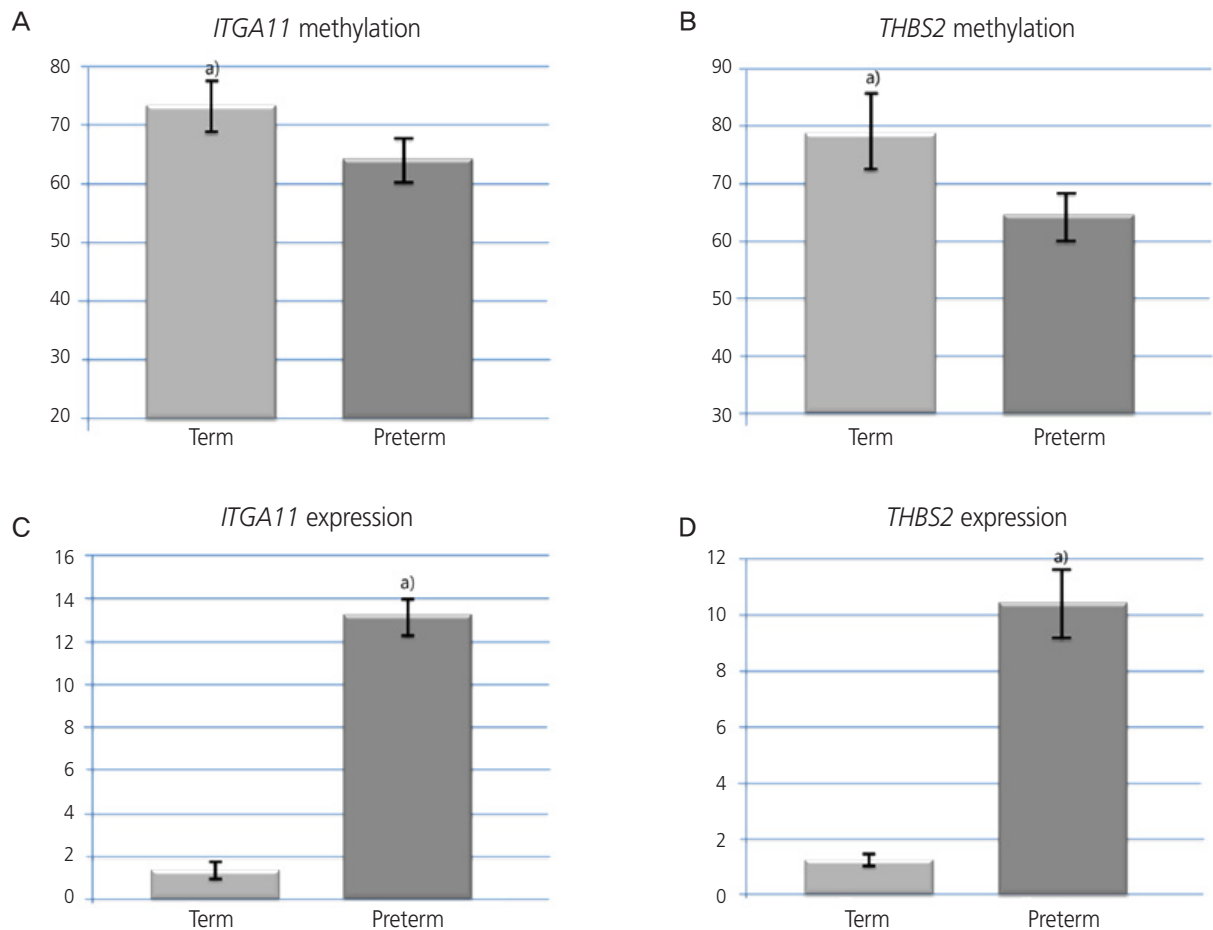 A
ITGA11 methylation
80
70
60
50
40
30
20
a)
Term
Preterm
B
THBS2 methylation
90
80
70
60
50
40
30
a)
Term
Preterm
C
ITGA11 expression
16
14
12
10
8
6
4
2
0
a)
Term
Preterm
D
THBS2 expression
12
10
8
6
4
2
0
a)
Term
Preterm